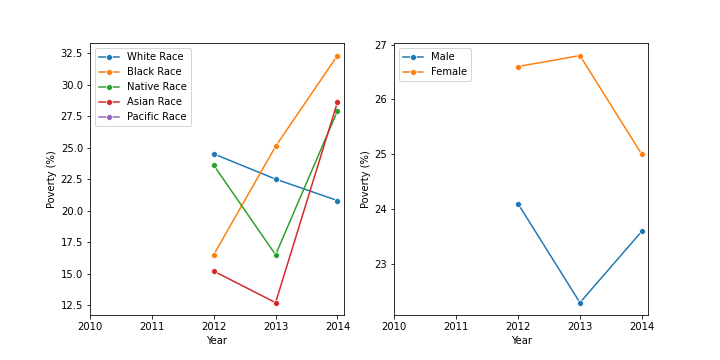 32.5
30.0
27.5
25.0
22.5
20.0
17.5
15.0
12.5
Poverty (%)
White Race
Black Race
Native Race
Asian Race
Pacific Race
2010 2011 2012 2013 2014
Year
27
26
25
24
23
Poverty (%)
Male
Female
2010 2011 2012 2013 2014
Year